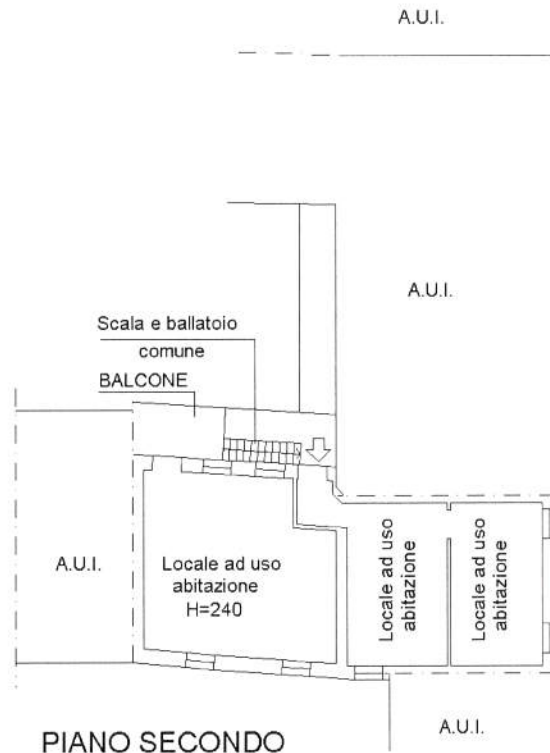 A.U.I.
A.U.I.
Scala e ballatoio
comune
BALCONE
A.U.I.
Locale ad uso
abitazione
H=240
Locale ad uso
abitazione
Locale ad uso
abitazione
A.U.I.
PIANO SECONDO